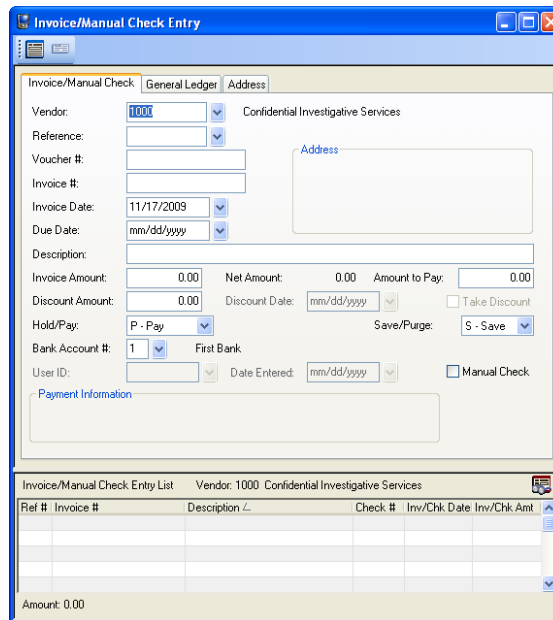 Invoice/Manual Check Entry
Invoice/Manual Check General Ledger Address
Vendor: 1000 Confidential Investigative Services
Reference:
Voucher #: Address
Invoice #:
Invoice Date: 11/17/2009
Due Date: mm/dd/yyyy
Description:
Invoice Amount: 0.00 Net Amount: 0.00 Amount to Pay: 0.00
Discount Amount: 0.00 Discount Date: mm/dd/yyyy Take Discount
Hold/Pay: P - Pay Save/Purge: S - Save
Bank Account #: 1 First Bank
User ID: Date Entered: mm/dd/yyyy Manual Check
Payment Information
Invoice/Manual Check Entry List Vendor: 1000 Confidential Investigative Services
Ref # Invoice # Description Check # Inv/Chk Date Inv/Chk Amt
Amount: 0.00